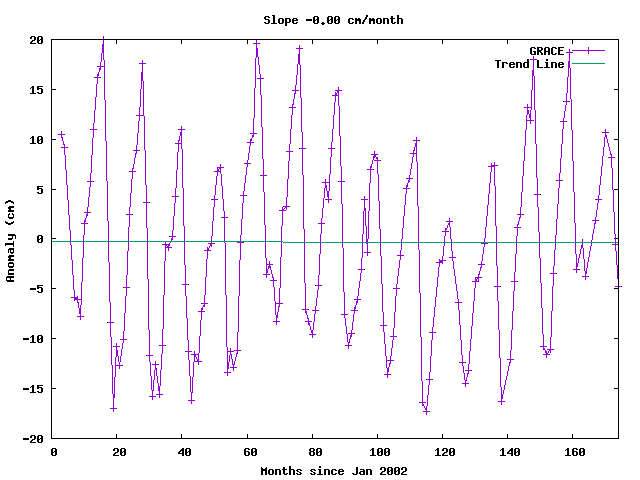 Slope -0.00 cm/month
GRACE
Trend Line
20
15
10
5
0
-5
-10
-15
-20
Anomaly (cm)
0 20 40 60 80 100 120 140 160
Months since Jan 2002